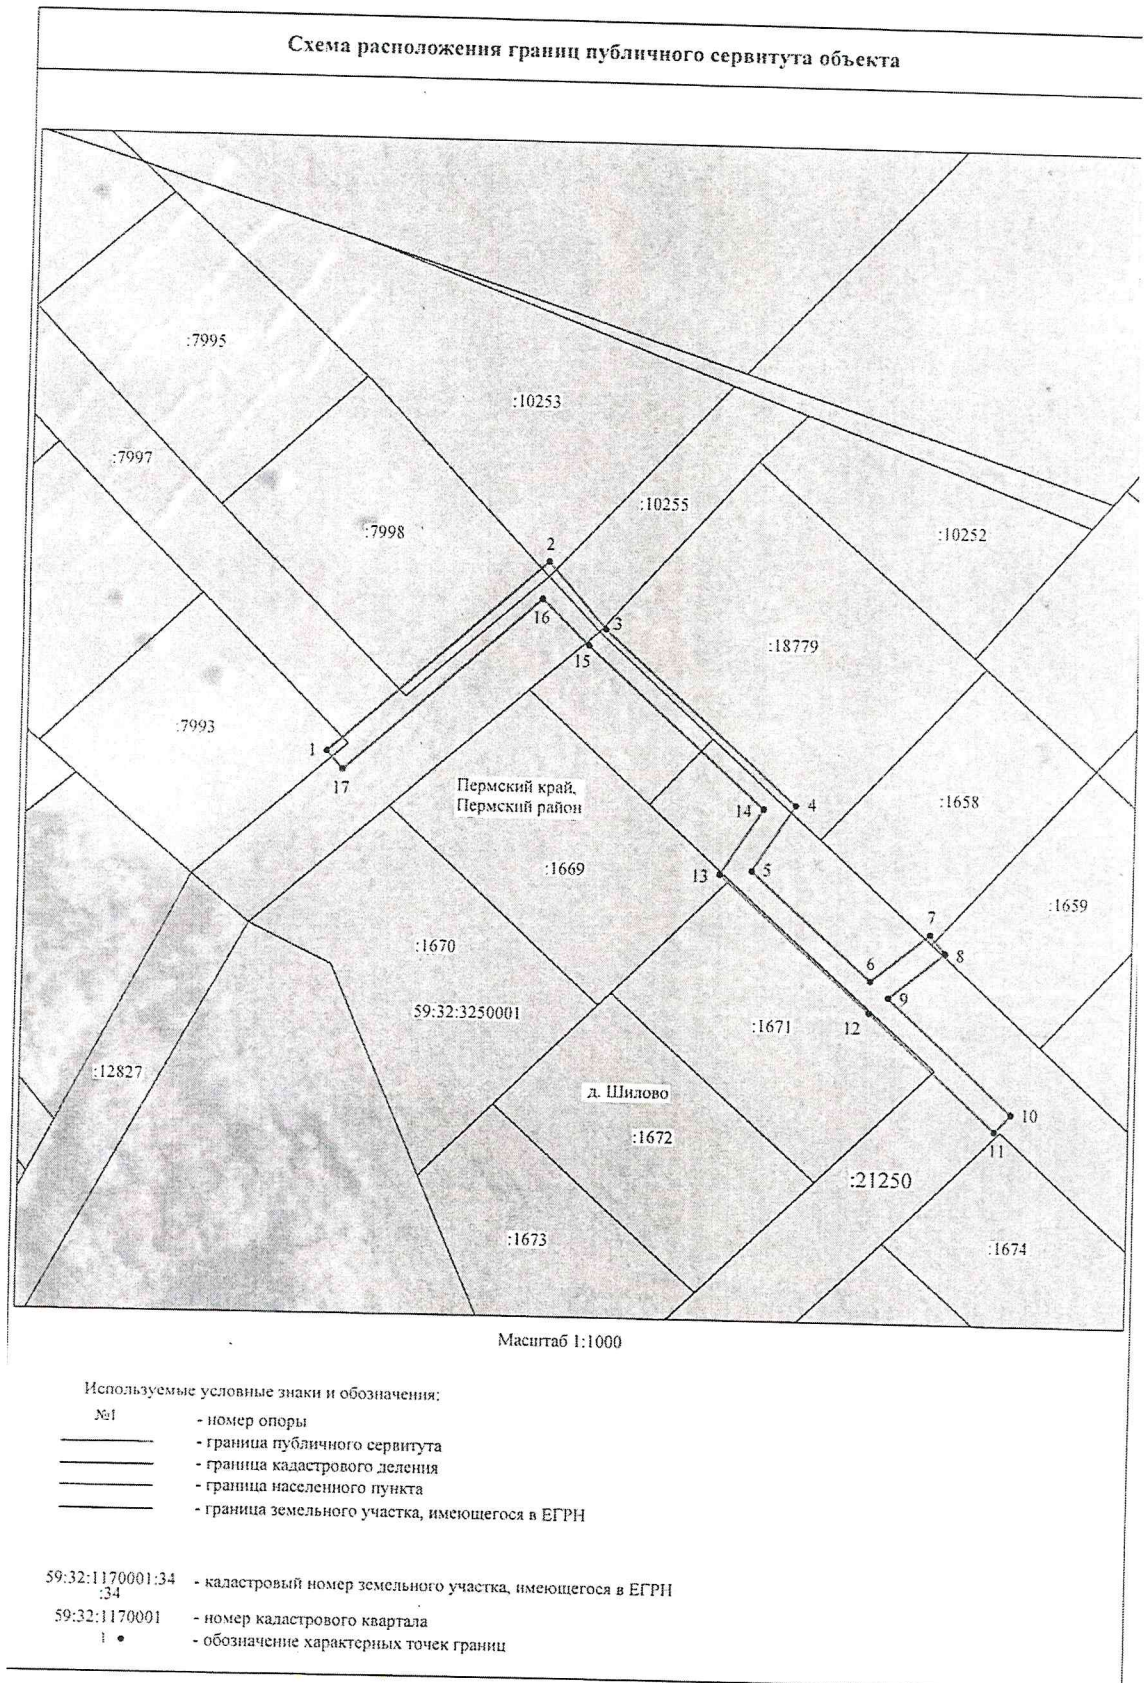 Схема расположения границ публичного сервитута объекта
:7995
:10253
:7997
:10255
:7998
:10252
2
16
3
15
:18779
:7993
1
17
Пермский край,
Пермский район
14
4
:1658
:1669
13
5
:1659
7
8
:1670
6
9
59:32:3250001
:1671
12
:12827
д. Шилово
10
:1672
11
:21250
:1673
:1674
Масштаб 1:1000
Используемые условные знаки и обозначения:
№1 - номер опоры
- граница публичного сервитута
- граница кадастрового деления
- граница населенного пункта
- граница земельного участка, имеющегося в ЕГРН
59:32:1170001:34
:34 - кадастровый номер земельного участка, имеющегося в ЕГРН
59:32:1170001 - номер кадастрового квартала
1 - обозначение характерных точек границ